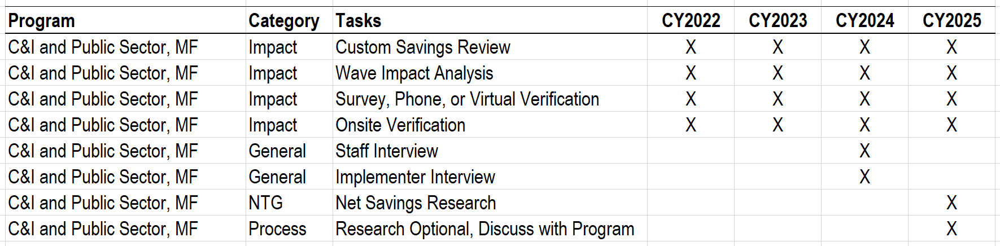 Program Category Tasks CY2022 CY2023 CY2024 CY2025
C&I and Public Sector, MF Impact Custom Savings Review X X X X
C&I and Public Sector, MF Impact Wave Impact Analysis X X X X
C&I and Public Sector, MF Impact Survey, Phone, or Virtual Verification X X X X
C&I and Public Sector, MF Impact Onsite Verification X X X X
C&I and Public Sector, MF General Staff Interview X
C&I and Public Sector, MF General Implementer Interview X
C&I and Public Sector, MF NTG Net Savings Research X
C&I and Public Sector, MF Process Research Optional, Discuss with Program X